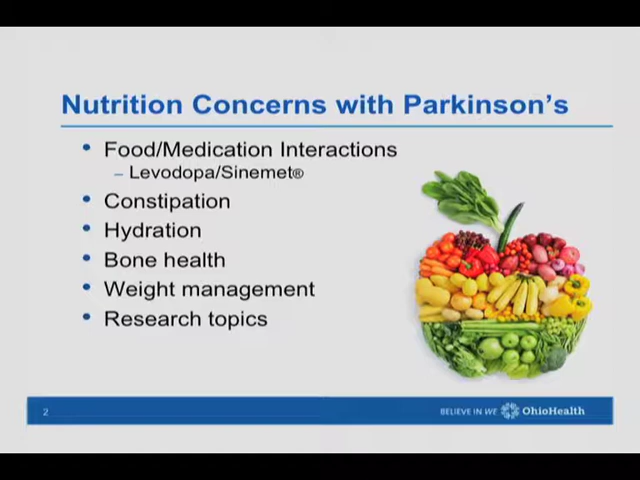 Nutrition Concerns with Parkinson's
• Food/Medication Interactions
– Levodopa/Sinemet®
• Constipation
• Hydration
• Bone health
• Weight management
• Research topics
2
BELIEVE IN WE OhioHealth